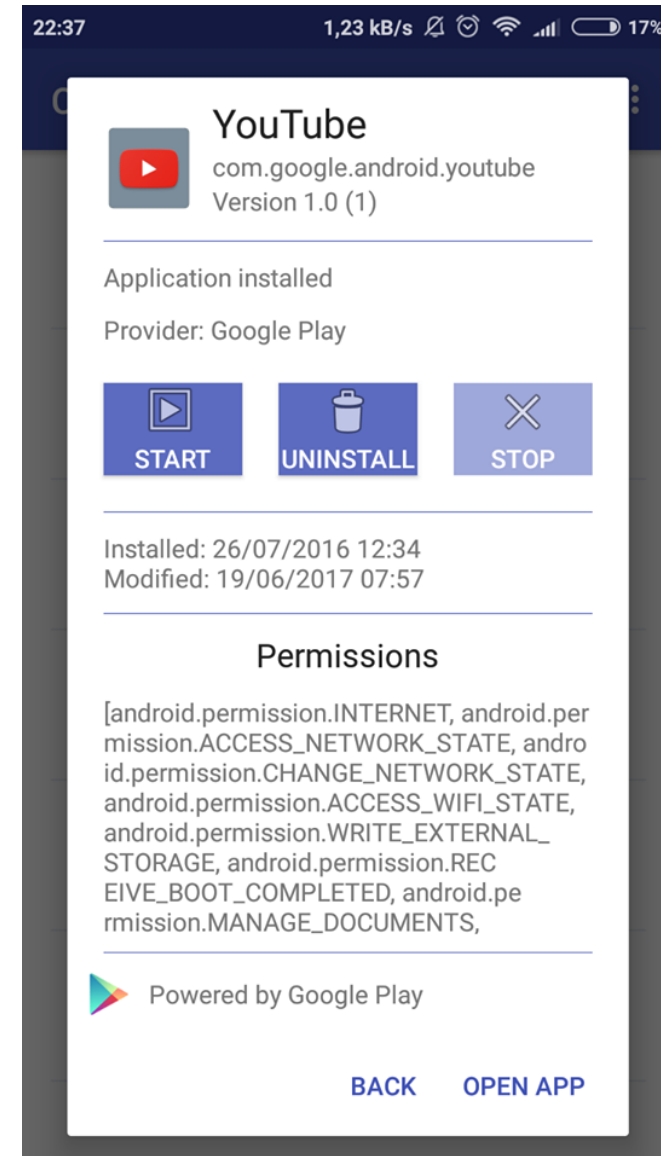 22:37 1,23 kB/s 17%
YouTube
com.google.android.youtube
Version 1.0 (1)
Application installed
Provider: Google Play
START UNINSTALL STOP
Installed: 26/07/2016 12:34
Modified: 19/06/2017 07:57
Permissions
[android.permission.INTERNET, android.per
mission.ACCESS_NETWORK_STATE, andro
id.permission.CHANGE_NETWORK_STATE,
android.permission.ACCESS_WIFI_STATE,
android.permission.WRITE_EXTERNAL_
STORAGE, android.permission.REC
EIVE_BOOT_COMPLETED, android.pe
rmission.MANAGE_DOCUMENTS,
Powered by Google Play
BACK OPEN APP